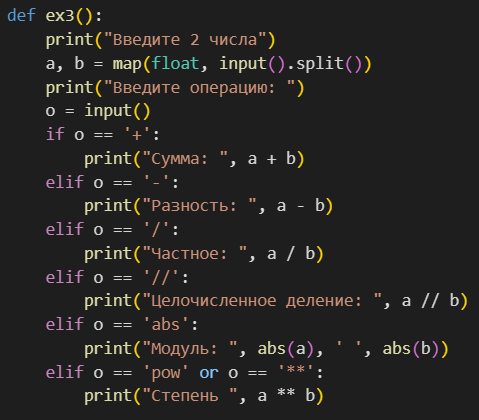 def ex3():
    print("Введите 2 числа")
    a, b = map(float, input().split())
    print("Введите операцию: ")
    o = input()
    if o == '+':
        print("Сумма: ", a + b)
    elif o == '-':
        print("Разность: ", a - b)
    elif o == '/':
        print("Частное: ", a / b)
    elif o == '//':
        print("Целочисленное деление: ", a // b)
    elif o == 'abs':
        print("Модуль: ", abs(a), ' ', abs(b))
    elif o == 'pow' or o == '**':
        print("Степень ", a ** b)